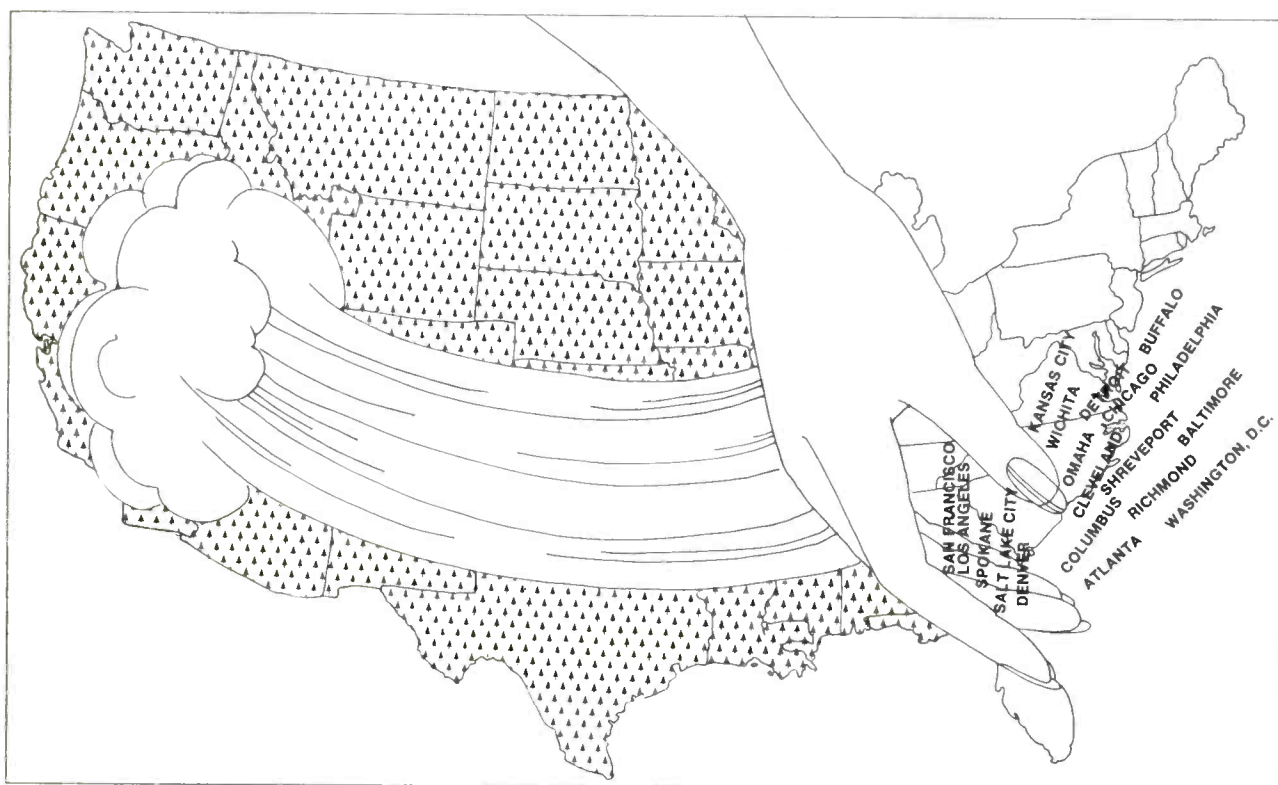 SAN FRANCISCO
LOS ANGELES
SPOKANE
SALT LAKE CITY
DENVER
KANSAS CITY
WICHITA
OMAHA DETROIT BUFFALO
CLEVELAND CHICAGO
COLUMBUS SHREVEPORT PHILADELPHIA
RICHMOND BALTIMORE
ATLANTA WASHINGTON, D.C.